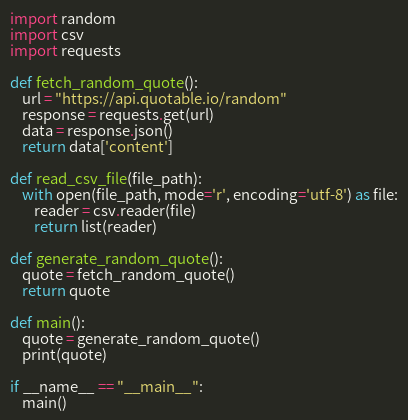 import random
import csv
import requests

def fetch_random_quote():
    url = "https://api.quotable.io/random"
    response = requests.get(url)
    data = response.json()
    return data['content']

def read_csv_file(file_path):
    with open(file_path, mode='r', encoding='utf-8') as file:
        reader = csv.reader(file)
        return list(reader)

def generate_random_quote():
    quote = fetch_random_quote()
    return quote

def main():
    quote = generate_random_quote()
    print(quote)

if __name__ == "__main__":
    main()